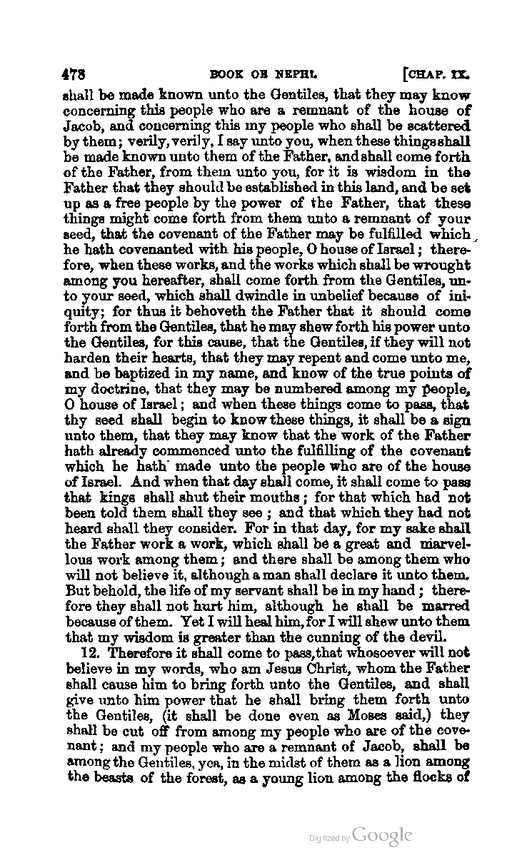 478 BOOK OB NEPHI. [CHAP. IX.
shall be made known unto the Gentiles, that they may know
concerning this people who are a remnant of the house of
Jacob, and concerning this my people who shall be scattered
by them; verily, verily, I say unto you, when these things shall
be made known unto them of the Father, and shall come forth
of the Father, from them unto you, for it is wisdom in the
Father that they should be established in this land, and be set
up as a free people by the power of the Father, that these
things might come forth from them unto a remnant of your
seed, that the covenant of the Father may be fulfilled which
he hath covenanted with his people, O house of Israel; there-
fore, when these works, and the works which shall be wrought
among you hereafter, shall come forth from the Gentiles, un-
to your seed, which shall dwindle in unbelief because of ini-
quity; for thus it behoveth the Father that it should come
forth from the Gentiles, that he may shew forth his power unto
the Gentiles, for this cause, that the Gentiles, if they will not
harden their hearts, that they may repent and come unto me,
and be baptized in my name, and know of the true points of
my doctrine, that they may be numbered among my people,
O house of Israel; and when these things come to pass, that
thy seed shall begin to know these things, it shall be a sign
unto them, that they may know that the work of the Father
hath already commenced unto the fulfilling of the covenant
which he hath made unto the people who are of the house
of Israel. And when that day shall come, it shall come to pass
that kings shall shut their mouths; for that which had not
been told them shall they see; and that which they had not
heard shall they consider. For in that day, for my sake shall
the Father work a work, which shall be a great and marvel-
lous work among them; and there shall be among them who
will not believe it, although a man shall declare it unto them.
But behold, the life of my servant shall be in my hand; there-
fore they shall not hurt him, although he shall be marred
because of them. Yet I will heal him, for I will shew unto them
that my wisdom is greater than the cunning of the devil.
12. Therefore it shall come to pass, that whosoever will not
believe in my words, who am Jesus Christ, whom the Father
shall cause him to bring forth unto the Gentiles, and shall
give unto him power that he shall bring them forth unto
the Gentiles, (it shall be done even as Moses said,) they
shall be cut off from among my people who are of the cove-
nant; and my people who are a remnant of Jacob, shall be
among the Gentiles, yea, in the midst of them as a lion among
the beasts of the forest, as a young lion among the flocks of
Digitized by Google